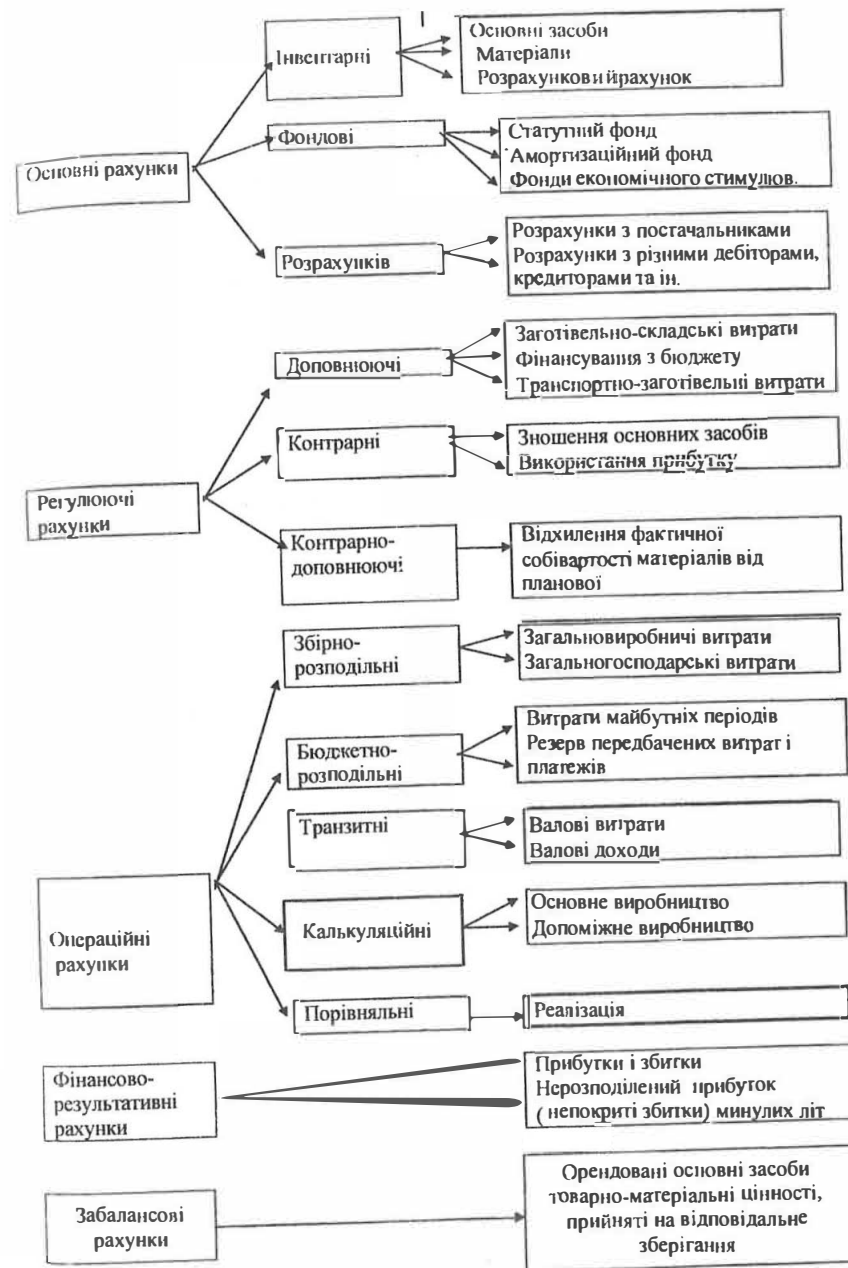 Основні рахунки
Інвентарні
Основні засоби
Матеріали
Розрахунковий рахунок
Фондові
Статутний фонд
Амортизаційний фонд
Фонди економічного стимулюв.
Розрахунків
Розрахунки з постачальниками
Розрахунки з різними дебіторами,
кредиторами та ін.
Регулюючі
рахунки
Доповнюючі
Заготівельно-складські витрати
Фінансування з бюджету
Транспортно-заготівельні витрати
Контрарні
Зношення основних засобів
Використання прибутку
Контрарно-
доповнюючі
Відхилення фактичної
собівартості матеріалів від
планової
Операційні
рахунки
Збірно-
розподільні
Загальновиробничі витрати
Загальногосподарські витрати
Бюджетно-
розподільні
Витрати майбутніх періодів
Резерв передбачених витрат і
платежів
Транзитні
Валові витрати
Валові доходи
Калькуляційні
Основне виробництво
Допоміжне виробництво
Порівняльні
Реалізація
Фінансово-
результативні
рахунки
Прибутки і збитки
Нерозподілений прибуток
(непокриті збитки) минулих літ
Забалансові
рахунки
Орендовані основні засоби
товарно-матеріальні цінності,
прийняті на відповідальне
зберігання